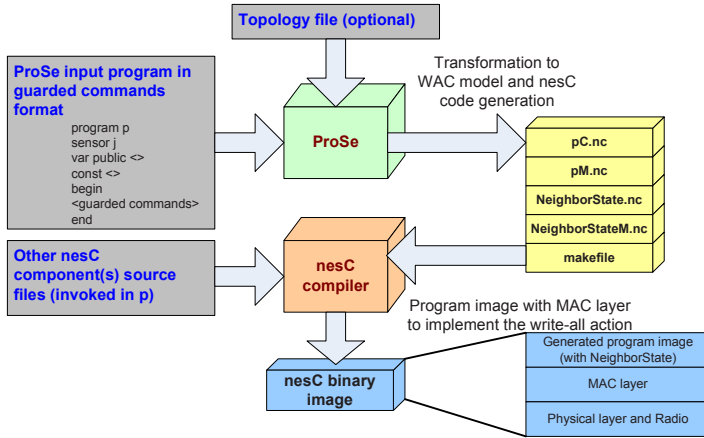 Topology file (optional)
ProSe input program in
guarded commands
format
program p
sensor j
var public <>
const <>
begin
<guarded commands>
end
ProSe
Transformation to
WAC model and nesC
code generation
pC.nc
pM.nc
NeighborState.nc
NeighborStateM.nc
makefile
Other nesC
component(s) source
files (invoked in p)
nesC
compiler
Program image with MAC layer
to implement the write-all action
nesC binary
image
Generated program image
(with NeighborState)
MAC layer
Physical layer and Radio